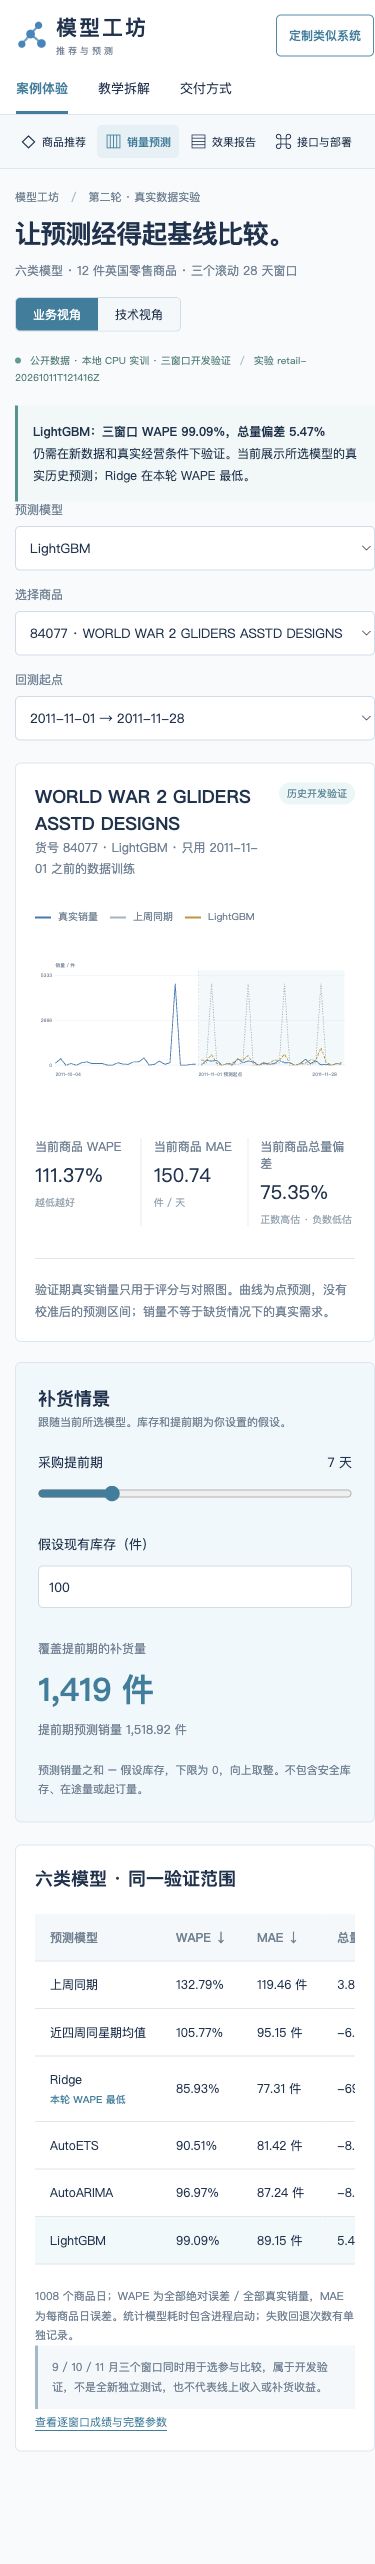 模型工坊
推荐与预测
定制类似系统
案例体验 教学拆解 交付方式
商品推荐 销量预测 效果报告 接口与部署
模型工坊 / 第二轮 · 真实数据实验
让预测经得起基线比较。
六类模型 · 12 件英国零售商品 · 三个滚动 28 天窗口
业务视角 技术视角
公开数据 · 本地 CPU 实训 · 三窗口开发验证 / 实验 retail-
20261011T121416Z
LightGBM：三窗口 WAPE 99.09%，总量偏差 5.47%
仍需在新数据和真实经营条件下验证。当前展示所选模型的真
实历史预测；Ridge 在本轮 WAPE 最低。
预测模型
LightGBM
选择商品
84077 · WORLD WAR 2 GLIDERS ASSTD DESIGNS
回测起点
2011-11-01 → 2011-11-28
WORLD WAR 2 GLIDERS
ASSTD DESIGNS
历史开发验证
货号 84077 · LightGBM · 只用 2011-11-
01 之前的数据训练
真实销量 上周同期 LightGBM
销量 / 件
5333
2666
0
2011-10-04 2011-11-01 预测起点 2011-11-28
当前商品 WAPE
111.37%
越低越好
当前商品 MAE
150.74
件 / 天
当前商品总量偏
差
75.35%
正数高估 · 负数低估
验证期真实销量只用于评分与对照图。曲线为点预测，没有
校准后的预测区间；销量不等于缺货情况下的真实需求。
补货情景
跟随当前所选模型。库存和提前期为你设置的假设。
采购提前期 7 天
假设现有库存（件）
100
覆盖提前期的补货量
1,419 件
提前期预测销量 1,518.92 件
预测销量之和 − 假设库存，下限为 0，向上取整。不包含安全库
存、在途量或起订量。
六类模型 · 同一验证范围
预测模型 WAPE ↓ MAE ↓ 总量
上周同期 132.79% 119.46 件 3.8
近四周同星期均值 105.77% 95.15 件 -6.
Ridge
本轮 WAPE 最低
85.93% 77.31 件 -69
AutoETS 90.51% 81.42 件 -8.
AutoARIMA 96.97% 87.24 件 -8.
LightGBM 99.09% 89.15 件 5.4
1008 个商品日；WAPE 为全部绝对误差 / 全部真实销量，MAE
为每商品日误差。统计模型耗时包含进程启动；失败回退次数有单
独记录。
9 / 10 / 11 月三个窗口同时用于选参与比较，属于开发验
证，不是全新独立测试，也不代表线上收入或补货收益。
查看逐窗口成绩与完整参数